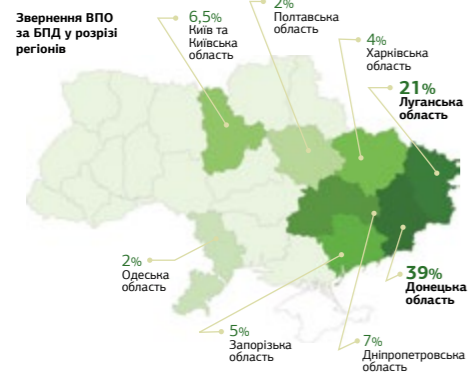 Звернення ВПО
за БПД у розрізі
регіонів
6,5%
Київ та
Київська
область
2%
Полтавська
область
4%
Харківська
область
21%
Луганська
область
2%
Одеська
область
39%
Донецька
область
5%
Запорізька
область
7%
Дніпропетровська
область